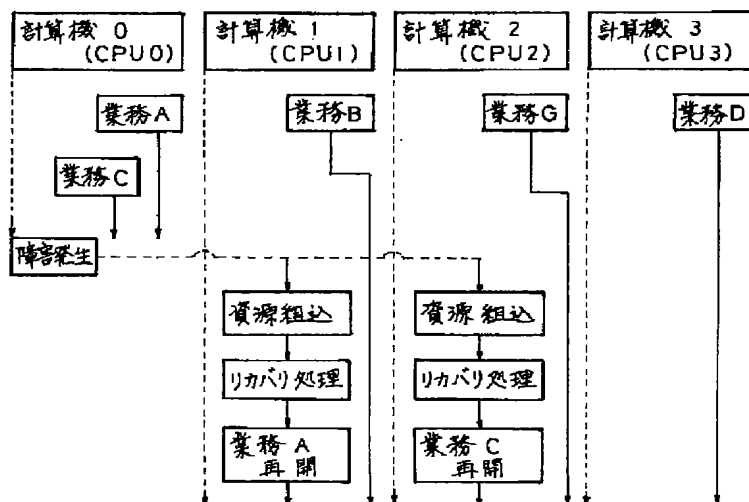 計算機 0
(CPU0)
計算機 1
(CPU1)
計算機 2
(CPU2)
計算機 3
(CPU3)
業務A
業務B
業務G
業務D
業務C
障害発生
資源組込
資源組込
リカバリ処理
リカバリ処理
業務 A
再開
業務 C
再開